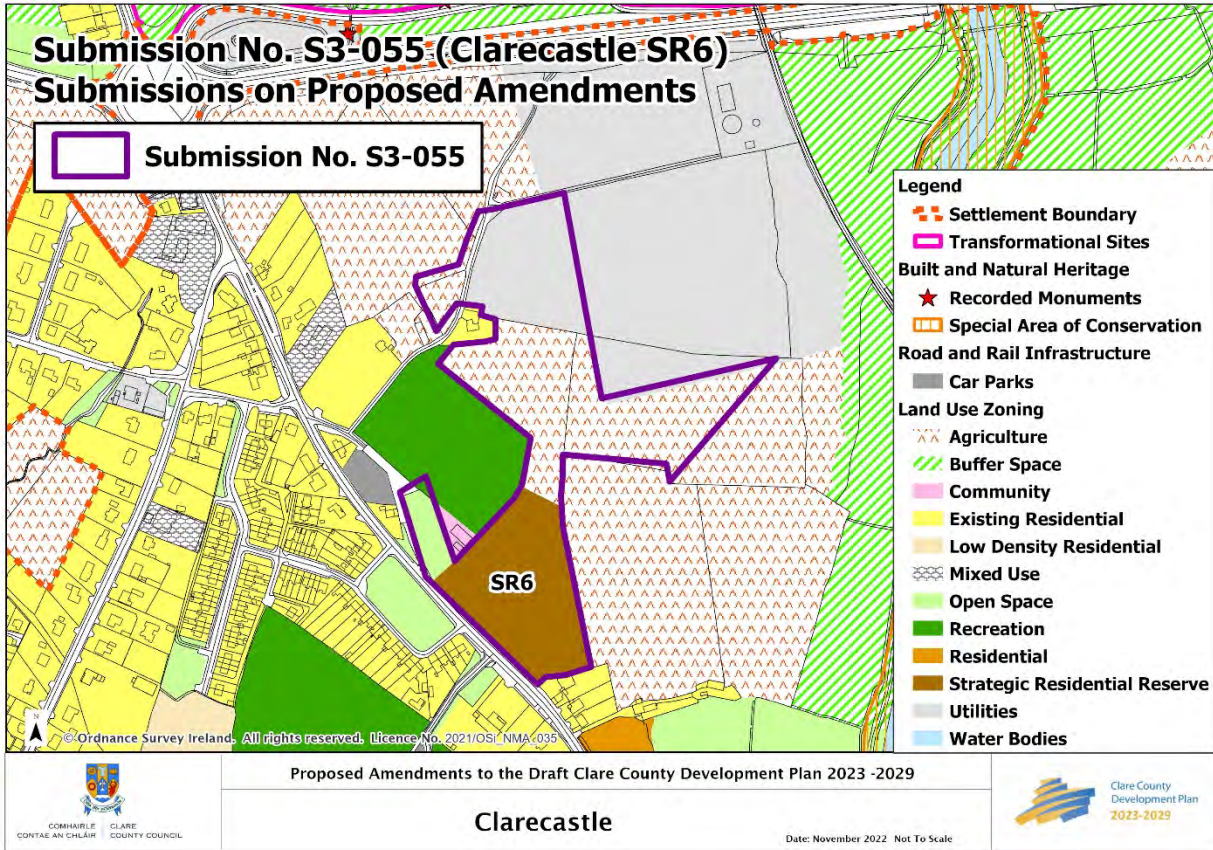 Submission No. S3-055 (Clarecastle SR6)
Submissions on Proposed Amendments
Submission No. S3-055
Legend
Settlement Boundary
Transformational Sites
Built and Natural Heritage
Recorded Monuments
Special Area of Conservation
Road and Rail Infrastructure
Car Parks
Land Use Zoning
Agriculture
Buffer Space
Community
Existing Residential
Low Density Residential
Mixed Use
Open Space
Recreation
Residential
Strategic Residential Reserve
Utilities
Water Bodies
SR6
N
© Ordnance Survey Ireland. All rights reserved. Licence No. 2021/OSi_NMA_035
COMHAIRLE CONTAE AN CHLÁIR
CLARE COUNTY COUNCIL
Proposed Amendments to the Draft Clare County Development Plan 2023 -2029
Clarecastle
Date: November 2022 Not To Scale
Clare County
Development Plan
2023-2029